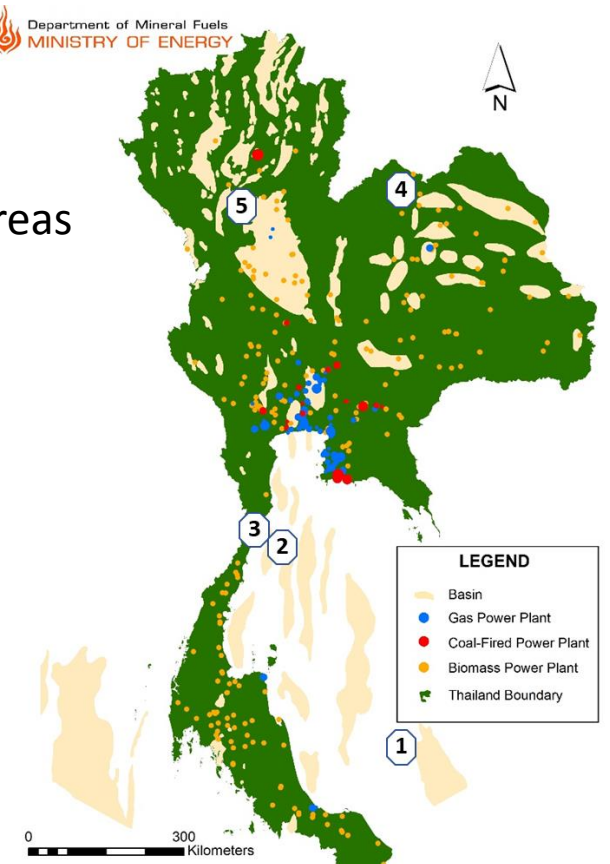 Department of Mineral Fuels
MINISTRY OF ENERGY
N
reas
4
5
3
2
1
LEGEND
Basin
Gas Power Plant
Coal-Fired Power Plant
Biomass Power Plant
Thailand Boundary
0 300
Kilometers